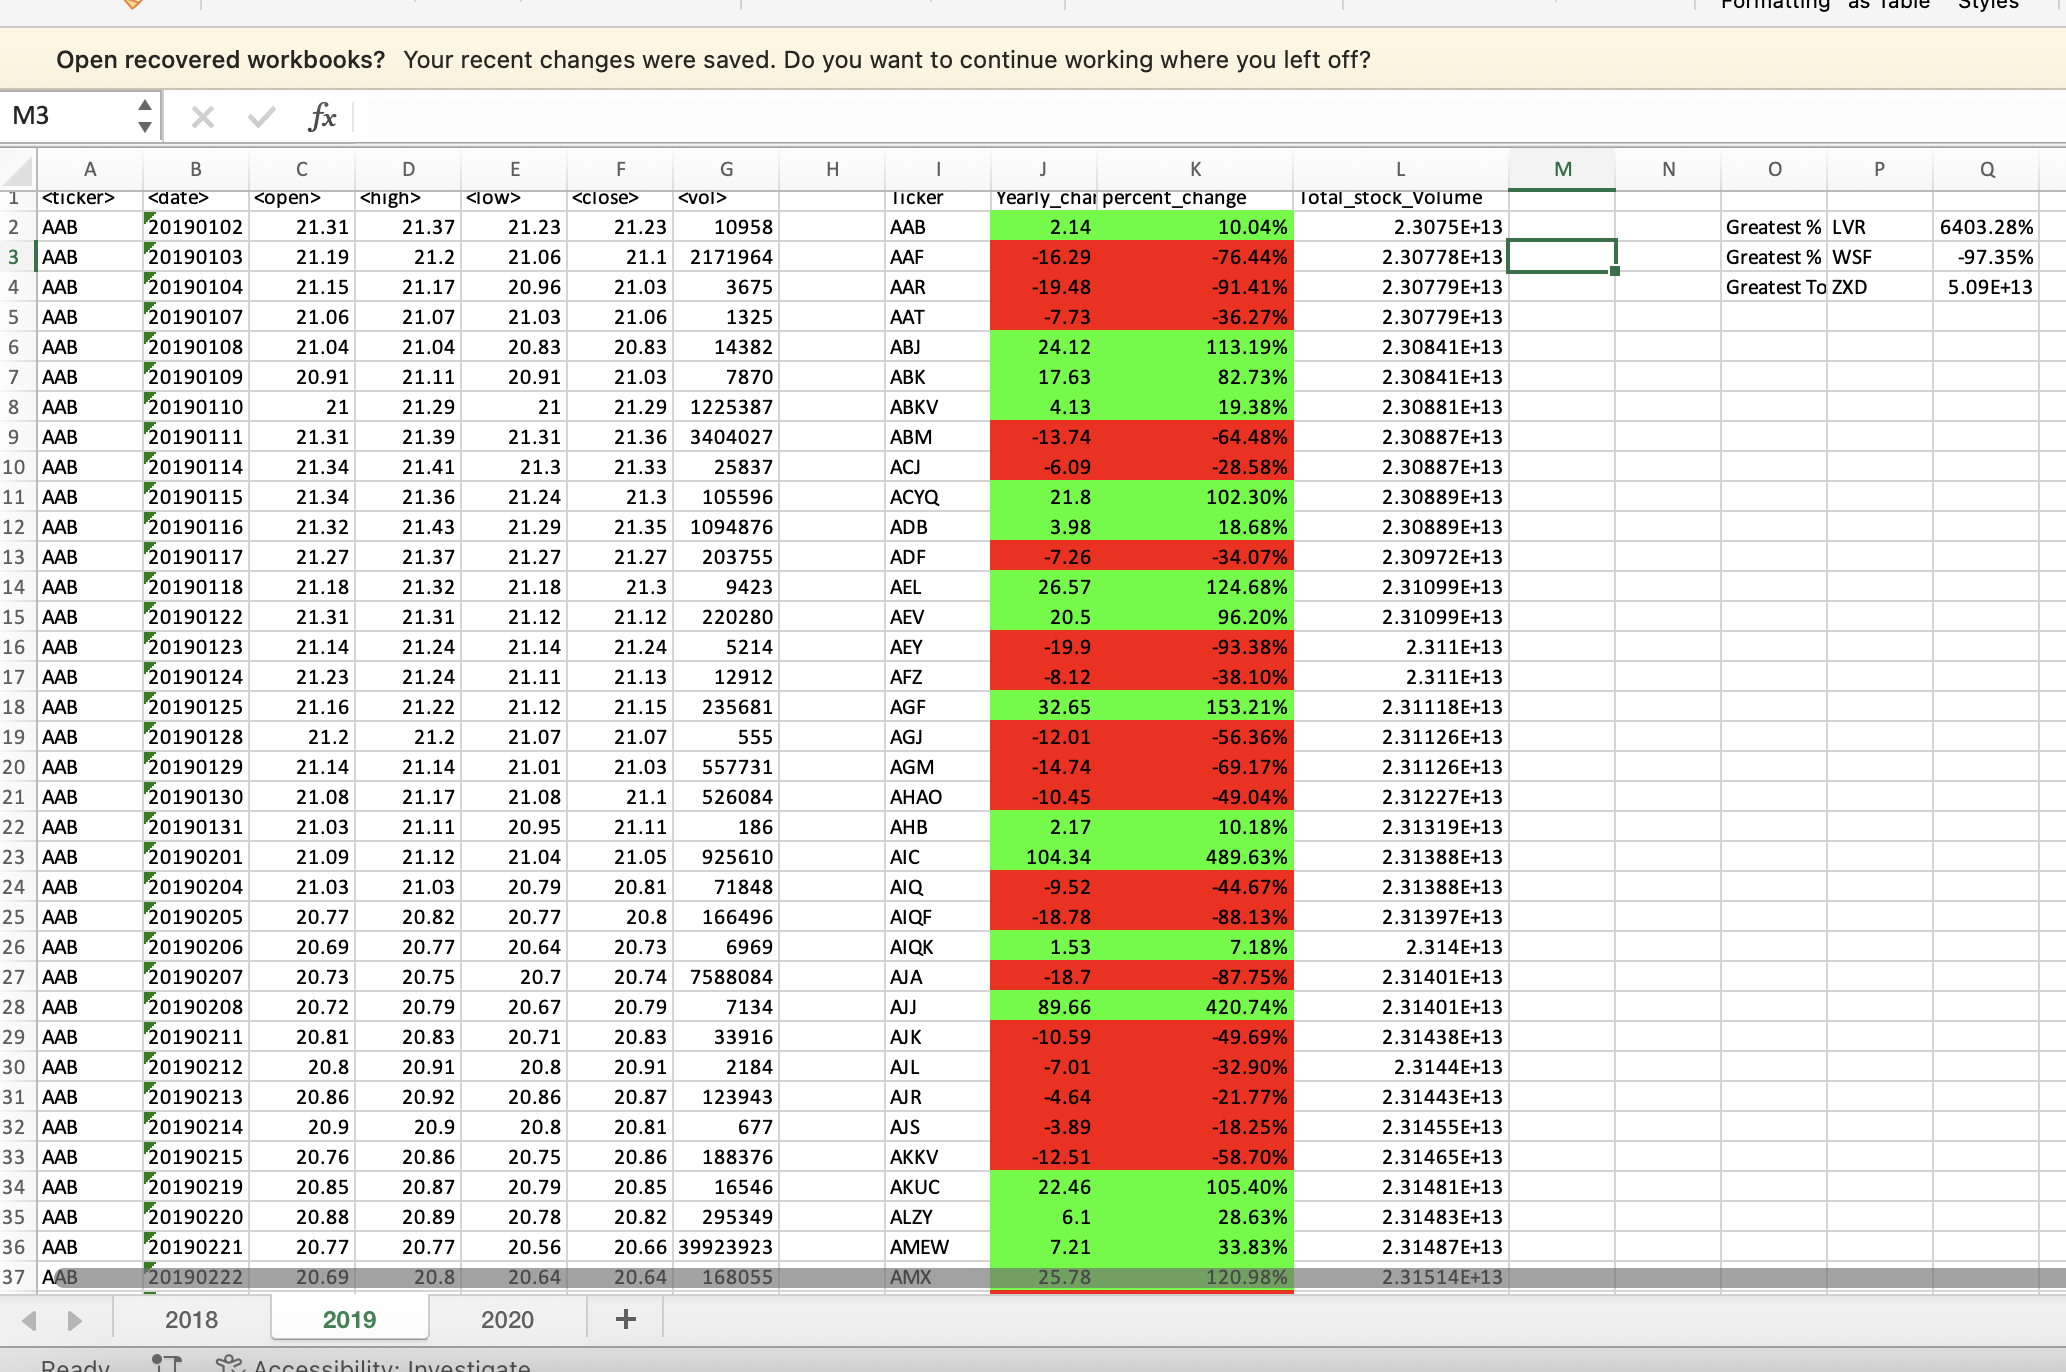 Formatting as Table Styles
Open recovered workbooks? Your recent changes were saved. Do you want to continue working where you left off?
M3 fx
A B C D E F G H I J K L M N O P Q
1 <ticker> <date> <open> <high> <low> <close> <vol> Ticker Yearly_chan percent_change Total_stock_Volume
2 AAB 20190102 21.31 21.37 21.23 21.23 10958 AAB 2.14 10.04% 2.3075E+13 Greatest % LVR 6403.28%
3 AAB 20190103 21.19 21.2 21.06 21.1 2171964 AAF -16.29 -76.44% 2.30778E+13 Greatest % WSF -97.35%
4 AAB 20190104 21.15 21.17 20.96 21.03 3675 AAR -19.48 -91.41% 2.30779E+13 Greatest To ZXD 5.09E+13
5 AAB 20190107 21.06 21.07 21.03 21.06 1325 AAT -7.73 -36.27% 2.30779E+13
6 AAB 20190108 21.04 21.04 20.83 20.83 14382 ABJ 24.12 113.19% 2.30841E+13
7 AAB 20190109 20.91 21.11 20.91 21.03 7870 ABK 17.63 82.73% 2.30841E+13
8 AAB 20190110 21 21.29 21 21.29 1225387 ABKV 4.13 19.38% 2.30881E+13
9 AAB 20190111 21.31 21.39 21.31 21.36 3404027 ABM -13.74 -64.48% 2.30887E+13
10 AAB 20190114 21.34 21.41 21.3 21.33 25837 ACJ -6.09 -28.58% 2.30887E+13
11 AAB 20190115 21.34 21.36 21.24 21.3 105596 ACYQ 21.8 102.30% 2.30889E+13
12 AAB 20190116 21.32 21.43 21.29 21.35 1094876 ADB 3.98 18.68% 2.30889E+13
13 AAB 20190117 21.27 21.37 21.27 21.27 203755 ADF -7.26 -34.07% 2.30972E+13
14 AAB 20190118 21.18 21.32 21.18 21.3 9423 AEL 26.57 124.68% 2.31099E+13
15 AAB 20190122 21.31 21.31 21.12 21.12 220280 AEV 20.5 96.20% 2.31099E+13
16 AAB 20190123 21.14 21.24 21.14 21.24 5214 AEY -19.9 -93.38% 2.311E+13
17 AAB 20190124 21.23 21.24 21.11 21.13 12912 AFZ -8.12 -38.10% 2.311E+13
18 AAB 20190125 21.16 21.22 21.12 21.15 235681 AGF 32.65 153.21% 2.31118E+13
19 AAB 20190128 21.2 21.2 21.07 21.07 555 AGJ -12.01 -56.36% 2.31126E+13
20 AAB 20190129 21.14 21.14 21.01 21.03 557731 AGM -14.74 -69.17% 2.31126E+13
21 AAB 20190130 21.08 21.17 21.08 21.1 526084 AHAO -10.45 -49.04% 2.31227E+13
22 AAB 20190131 21.03 21.11 20.95 21.11 186 AHB 2.17 10.18% 2.31319E+13
23 AAB 20190201 21.09 21.12 21.04 21.05 925610 AIC 104.34 489.63% 2.31388E+13
24 AAB 20190204 21.03 21.03 20.79 20.81 71848 AIQ -9.52 -44.67% 2.31388E+13
25 AAB 20190205 20.77 20.82 20.77 20.8 166496 AIQF -18.78 -88.13% 2.31397E+13
26 AAB 20190206 20.69 20.77 20.64 20.73 6969 AIQK 1.53 7.18% 2.314E+13
27 AAB 20190207 20.73 20.75 20.7 20.74 7588084 AJA -18.7 -87.75% 2.31401E+13
28 AAB 20190208 20.72 20.79 20.67 20.79 7134 AJJ 89.66 420.74% 2.31401E+13
29 AAB 20190211 20.81 20.83 20.71 20.83 33916 AJK -10.59 -49.69% 2.31438E+13
30 AAB 20190212 20.8 20.91 20.8 20.91 2184 AJL -7.01 -32.90% 2.3144E+13
31 AAB 20190213 20.86 20.92 20.86 20.87 123943 AJR -4.64 -21.77% 2.31443E+13
32 AAB 20190214 20.9 20.9 20.8 20.81 677 AJS -3.89 -18.25% 2.31455E+13
33 AAB 20190215 20.76 20.86 20.75 20.86 188376 AKKV -12.51 -58.70% 2.31465E+13
34 AAB 20190219 20.85 20.87 20.79 20.85 16546 AKUC 22.46 105.40% 2.31481E+13
35 AAB 20190220 20.88 20.89 20.78 20.82 295349 ALZY 6.1 28.63% 2.31483E+13
36 AAB 20190221 20.77 20.77 20.56 20.66 39923923 AMEW 7.21 33.83% 2.31487E+13
37 AAB 20190222 20.69 20.8 20.64 20.64 168055 AMX 25.78 120.98% 2.31514E+13
2018 2019 2020 +
Ready Accessibility: Investigate